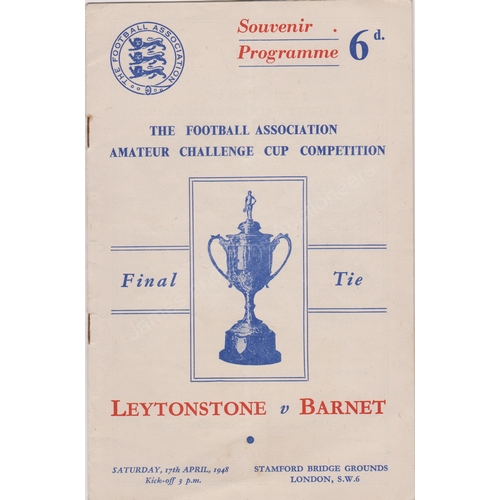 THE FOOTBALL ASSOCIATION
Souvenir
Programme 6d.
THE FOOTBALL ASSOCIATION
AMATEUR CHALLENGE CUP COMPETITION
Final Tie
LEYTONSTONE v BARNET
SATURDAY, 17TH APRIL, 1948
Kick-off 3 p.m.
STAMFORD BRIDGE GROUNDS
LONDON, S.W.6